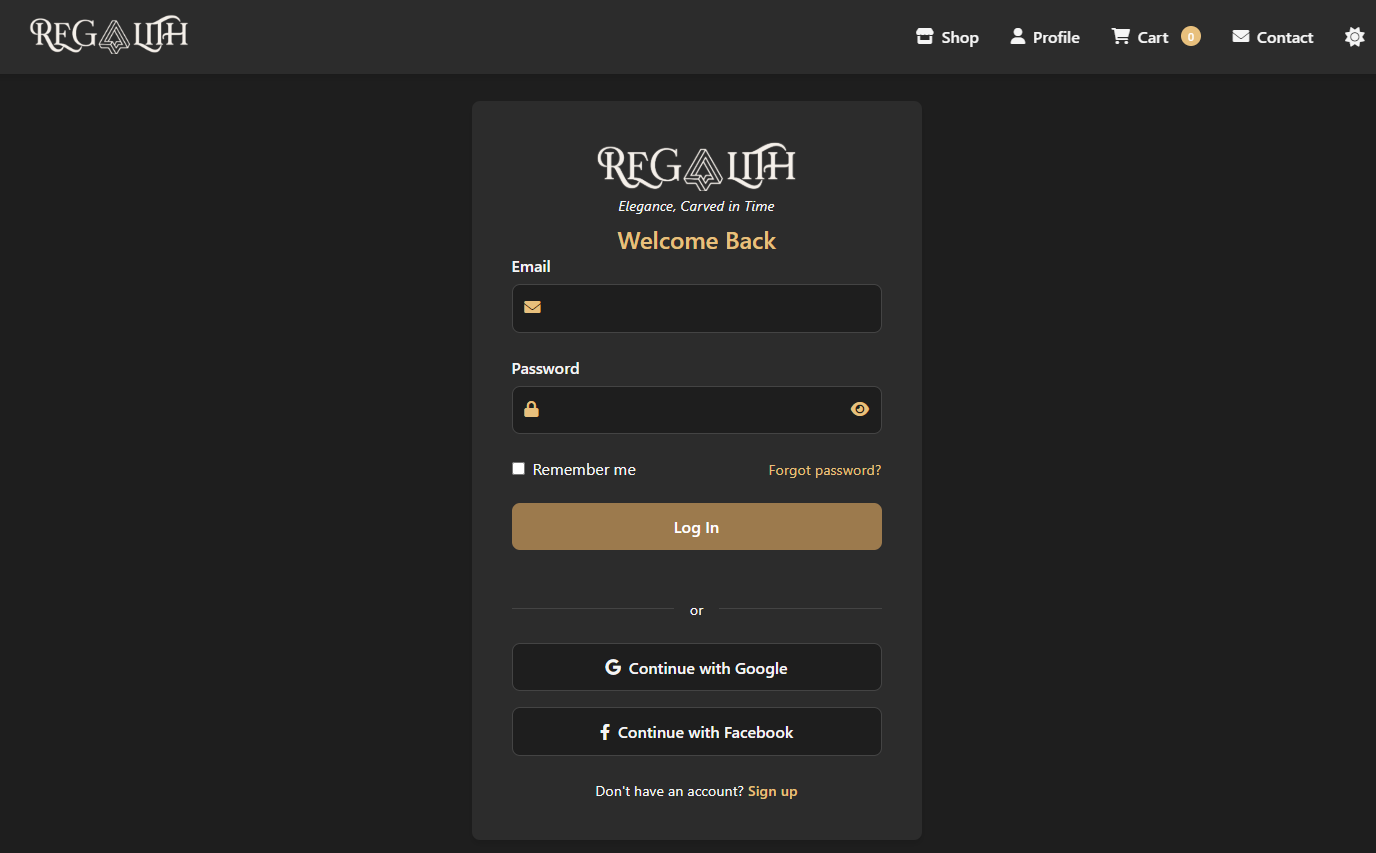 REGALITH
Shop Profile Cart 0 Contact
REGALITH
Elegance, Carved in Time
Welcome Back
Email
Password
Remember me Forgot password?
Log In
or
Continue with Google
Continue with Facebook
Don't have an account? Sign up